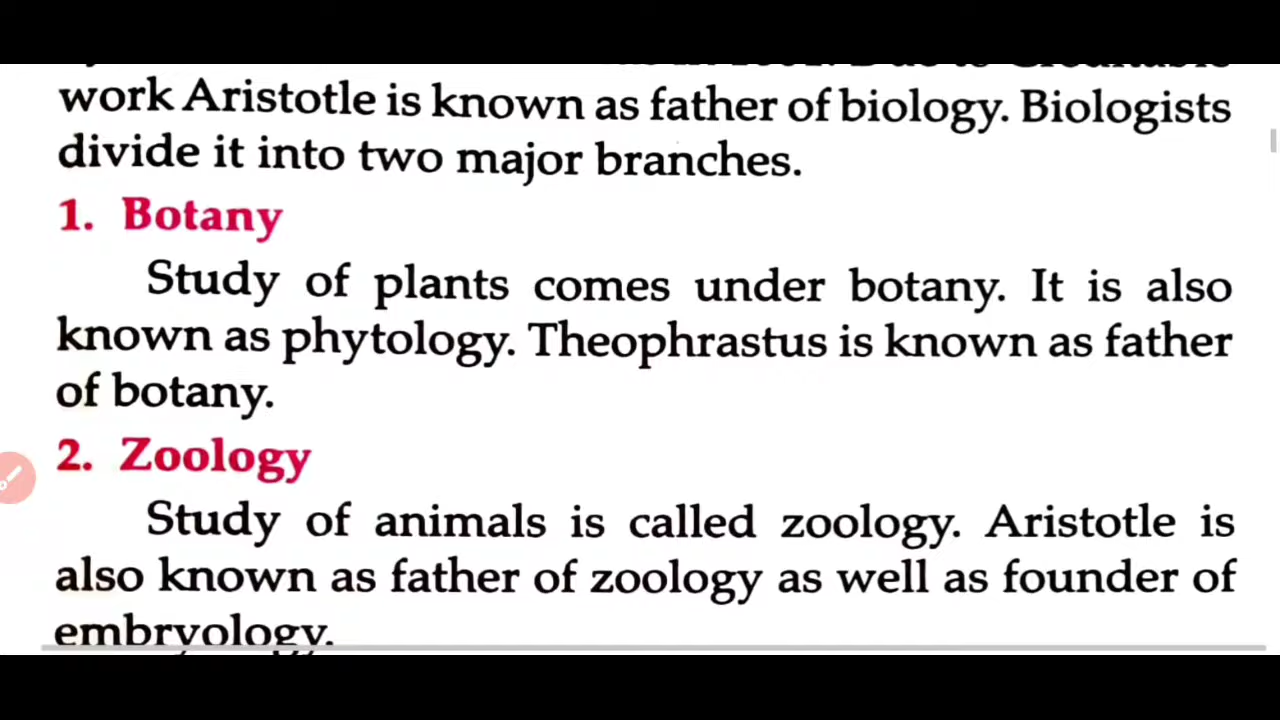 work Aristotle is known as father of biology. Biologists
divide it into two major branches.
1. Botany
Study of plants comes under botany. It is also
known as phytology. Theophrastus is known as father
of botany.
2. Zoology
Study of animals is called zoology. Aristotle is
also known as father of zoology as well as founder of
embryology.